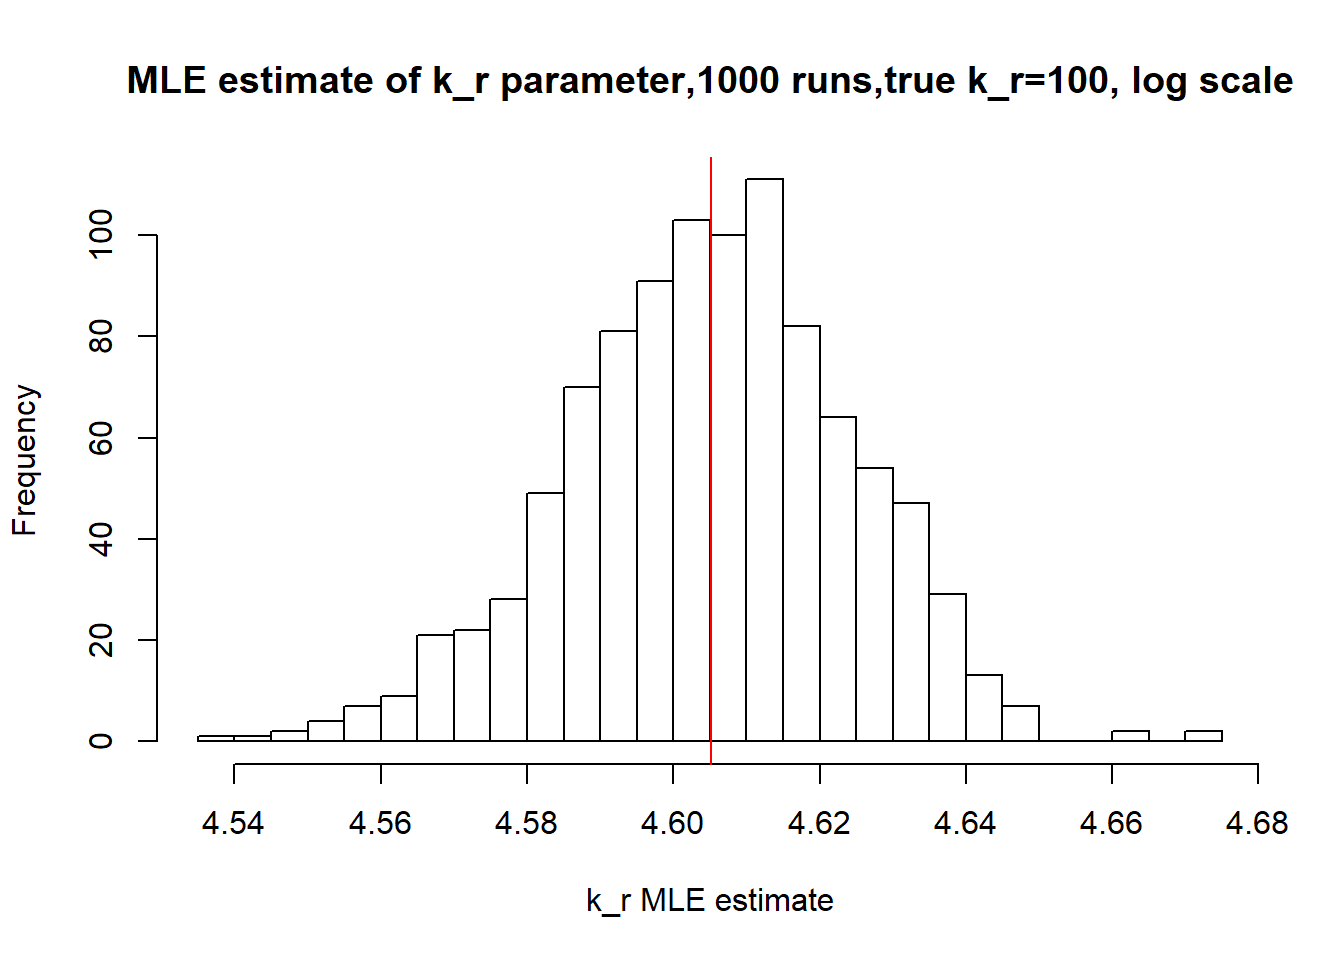 MLE estimate of k_r parameter,1000 runs,true k_r=100, log scale
Frequency
100
80
60
40
20
0
4.54 4.56 4.58 4.60 4.62 4.64 4.66 4.68
k_r MLE estimate